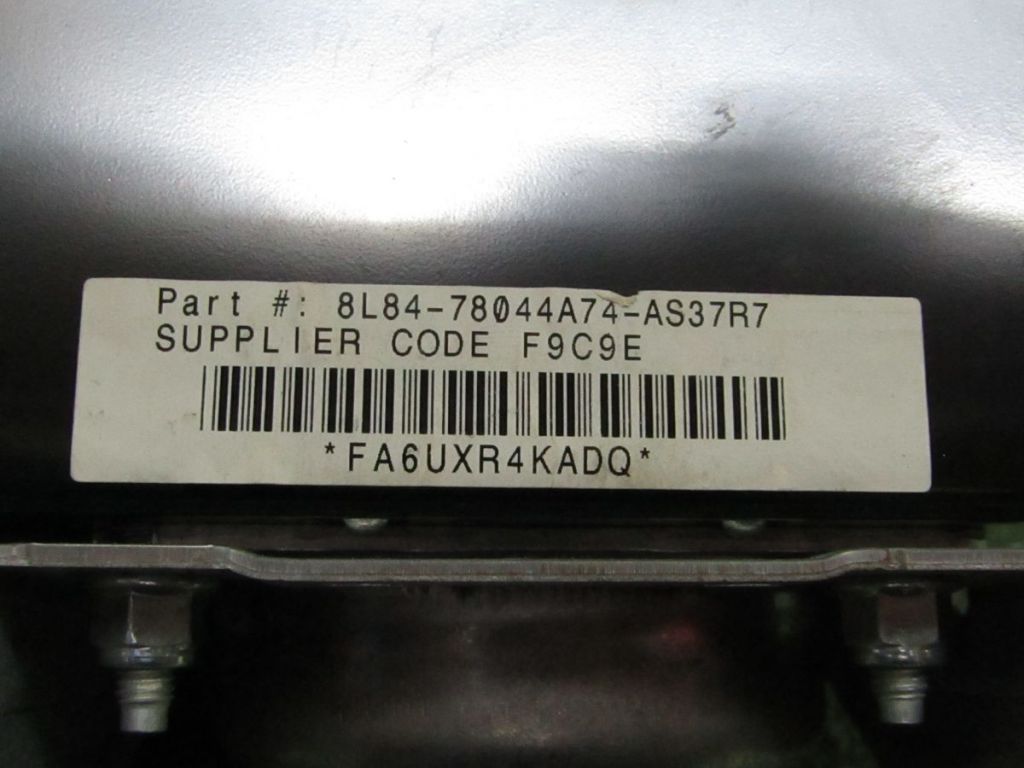 Part #: 8L84-78044A74-AS37R7
SUPPLIER CODE F9C9E
*FA6UXR4KADQ*